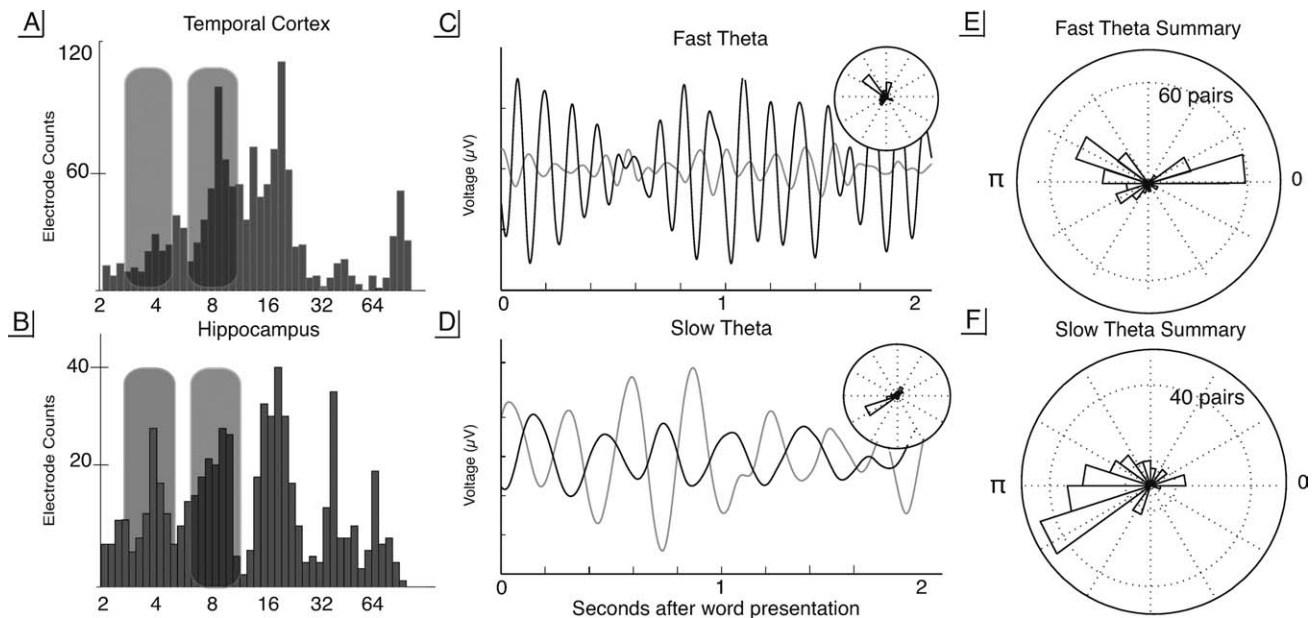 A
Temporal Cortex
120
60
Electrode Counts
2 4 8 16 32 64
B
Hippocampus
40
20
Electrode Counts
2 4 8 16 32 64
C
Fast Theta
Voltage (µV)
0 1 2
D
Slow Theta
Voltage (µV)
0 1 2
Seconds after word presentation
E
Fast Theta Summary
60 pairs
π 0
F
Slow Theta Summary
40 pairs
π 0